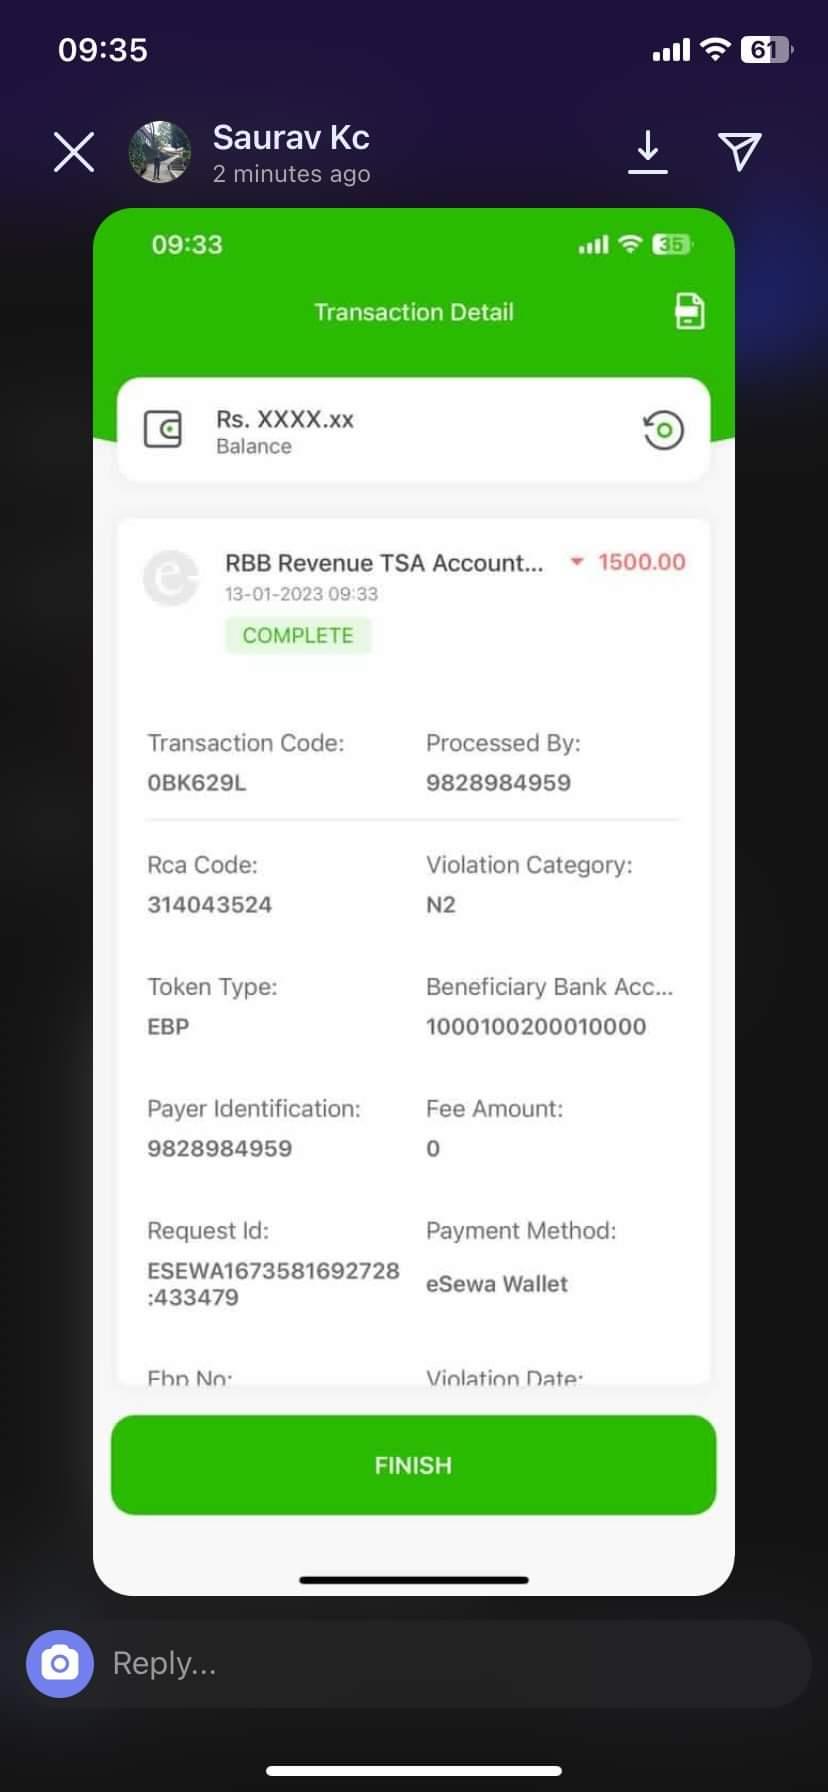 09:35
61
Saurav Kc
2 minutes ago
09:33
35
Transaction Detail
Rs. XXXX.xx
Balance
RBB Revenue TSA Account... 1500.00
13-01-2023 09:33
COMPLETE
Transaction Code: Processed By:
0BK629L 9828984959
Rca Code: Violation Category:
314043524 N2
Token Type: Beneficiary Bank Acc...
EBP 1000100200010000
Payer Identification: Fee Amount:
9828984959 0
Request Id: Payment Method:
ESEWA1673581692728
:433479
eSewa Wallet
Ebp No: Violation Date:
FINISH
Reply...